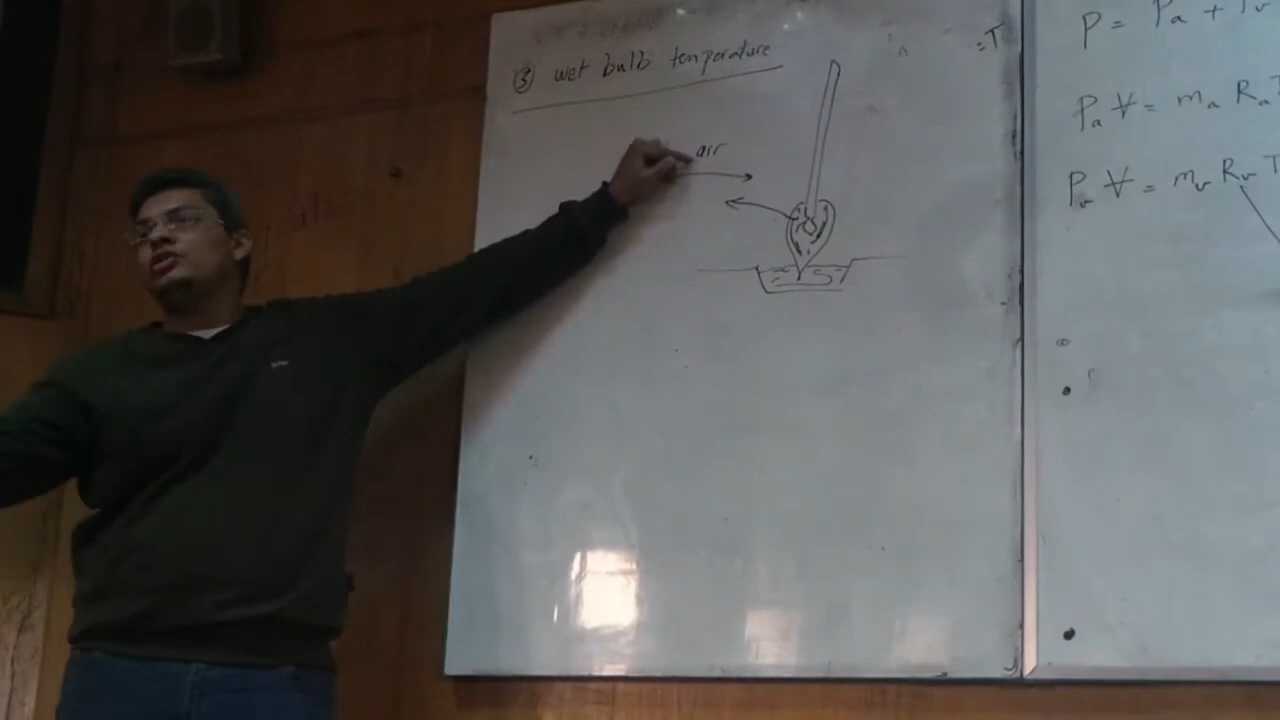 ③ wet bulb temperature
air
=T
P = Pa + Pv
Pa V = ma Ra T
Pv V = mv Rv T